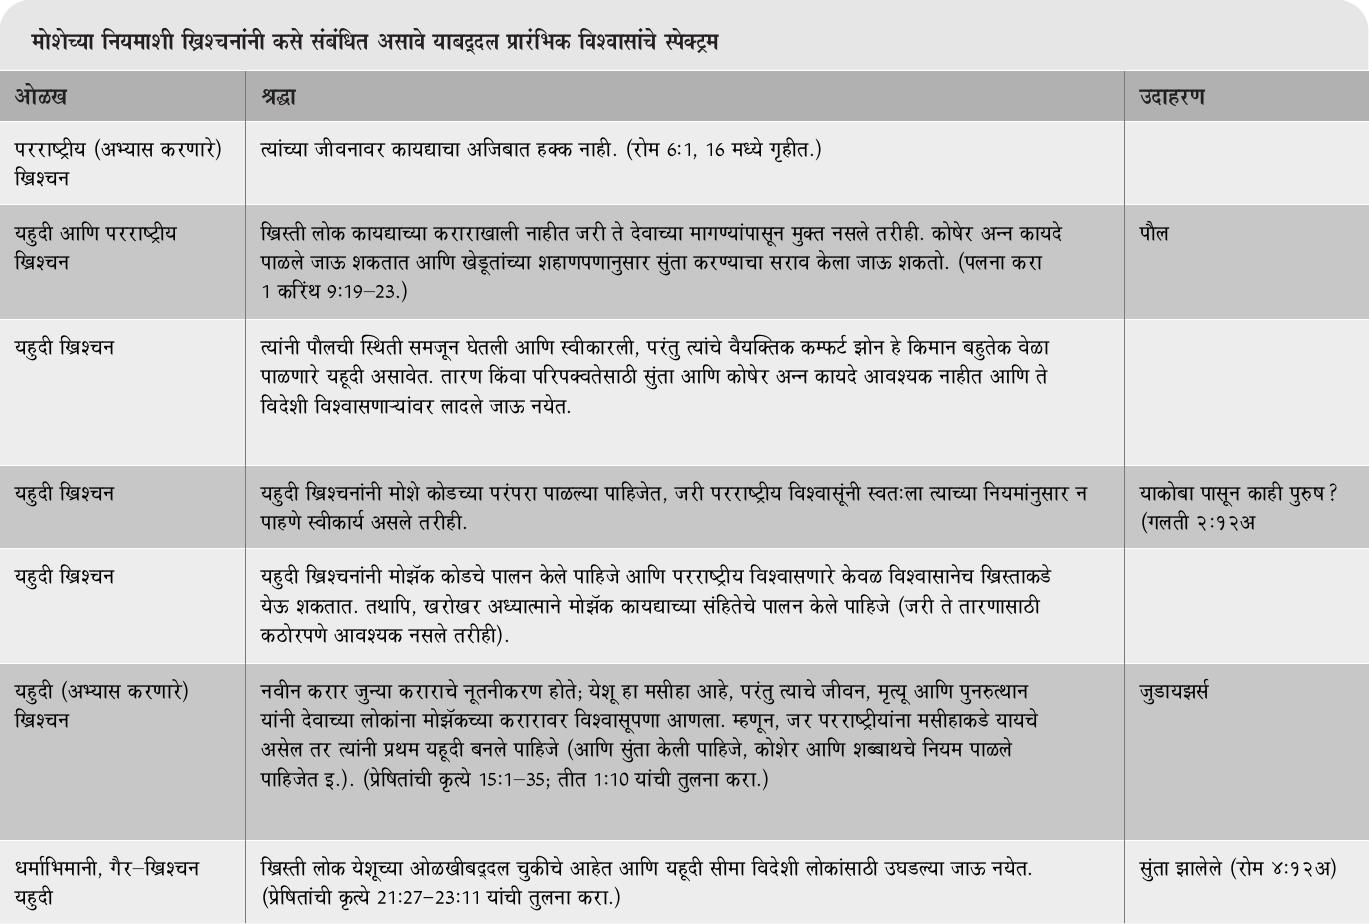 मोशेच्या नियमाशी ख्रिश्चनांनी कसे संबंधित असावे याबद्दल प्रारंभिक विश्वासांचे स्पेक्ट्रम
ओळख
श्रद्धा
उदाहरण
परराष्ट्रीय (अभ्यास करणारे)
ख्रिश्चन
त्यांच्या जीवनावर कायद्याचा अजिबात हक्क नाही. (रोम 6:1, 16 मध्ये गृहीत.)
यहुदी आणि परराष्ट्रीय
ख्रिश्चन
ख्रिस्ती लोक कायद्याच्या कराराखाली नाहीत जरी ते देवाच्या मागण्यांपासून मुक्त नसले तरीही. कोषेर अन्न कायदे
पाळले जाऊ शकतात आणि खेडूतांच्या शहाणपणानुसार सुंता करण्याचा सराव केला जाऊ शकतो. (पलना करा
1 करिंथ 9:19–23.)
पौल
यहुदी ख्रिश्चन
त्यांनी पौलची स्थिती समजून घेतली आणि स्वीकारली, परंतु त्यांचे वैयक्तिक कम्फर्ट झोन हे किमान बहुतेक वेळा
पाळणारे यहूदी असावेत. तारण किंवा परिपक्वतेसाठी सुंता आणि कोषेर अन्न कायदे आवश्यक नाहीत आणि ते
विदेशी विश्वासणाऱ्यांवर लादले जाऊ नयेत.
यहुदी ख्रिश्चन
यहुदी ख्रिश्चनांनी मोशे कोडच्या परंपरा पाळल्या पाहिजेत, जरी परराष्ट्रीय विश्वासूंनी स्वतःला त्याच्या नियमांनुसार न
पाहणे स्वीकार्य असले तरीही.
याकोबा पासून काही पुरुष?
(गलती २:१२अ
यहुदी ख्रिश्चन
यहुदी ख्रिश्चनांनी मोझॅक कोडचे पालन केले पाहिजे आणि परराष्ट्रीय विश्वासणारे केवळ विश्वासानेच ख्रिस्ताकडे
येऊ शकतात. तथापि, खरोखर अध्यात्माने मोझॅक कायद्याच्या संहितेचे पालन केले पाहिजे (जरी ते तारणासाठी
कठोरपणे आवश्यक नसले तरीही).
यहुदी (अभ्यास करणारे)
ख्रिश्चन
नवीन करार जुन्या कराराचे नूतनीकरण होते; येशू हा मसीहा आहे, परंतु त्याचे जीवन, मृत्यू आणि पुनरुत्थान
यांनी देवाच्या लोकांना मोझॅकच्या करारावर विश्वासूपणा आणला. म्हणून, जर परराष्ट्रीयांना मसीहाकडे यायचे
असेल तर त्यांनी प्रथम यहूदी बनले पाहिजे (आणि सुंता केली पाहिजे, कोशेर आणि शब्बाथचे नियम पाळले
पाहिजेत इ.). (प्रेषितांची कृत्ये 15:1–35; तीत 1:10 यांची तुलना करा.)
जुडायझर्स
धर्माभिमानी, गैर–ख्रिश्चन
यहुदी
ख्रिस्ती लोक येशूच्या ओळखीबद्दल चुकीचे आहेत आणि यहूदी सीमा विदेशी लोकांसाठी उघडल्या जाऊ नयेत.
(प्रेषितांची कृत्ये 21:27–23:11 यांची तुलना करा.)
सुंता झालेले (रोम ४:१२अ)